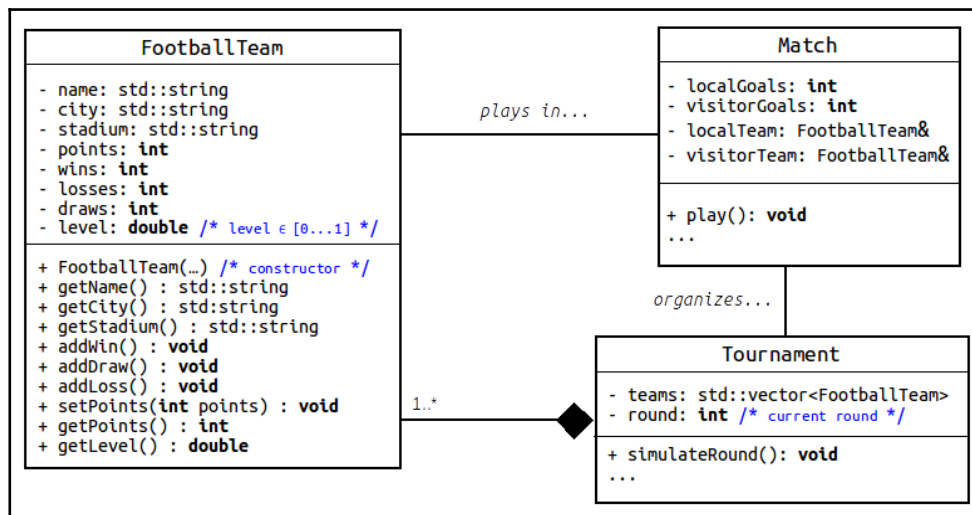 FootballTeam
- name: std::string
- city: std::string
- stadium: std::string
- points: int
- wins: int
- losses: int
- draws: int
- level: double /* level ∈ [0...1] */
+ FootballTeam(…) /* constructor */
+ getName() : std::string
+ getCity() : std:string
+ getStadium() : std::string
+ addWin() : void
+ addDraw() : void
+ addLoss() : void
+ setPoints(int points) : void
+ getPoints() : int
+ getLevel() : double
plays in...
Match
- localGoals: int
- visitorGoals: int
- localTeam: FootballTeam&
- visitorTeam: FootballTeam&
+ play(): void
...
organizes...
1..*
Tournament
- teams: std::vector<FootballTeam>
- round: int /* current round */
+ simulateRound(): void
...